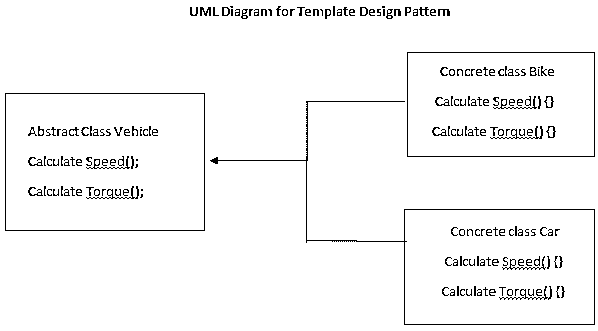 UML Diagram for Template Design Pattern
Abstract Class Vehicle
Calculate Speed();
Calculate Torque();
Concrete class Bike
Calculate Speed() {}
Calculate Torque() {}
Concrete class Car
Calculate Speed() {}
Calculate Torque() {}